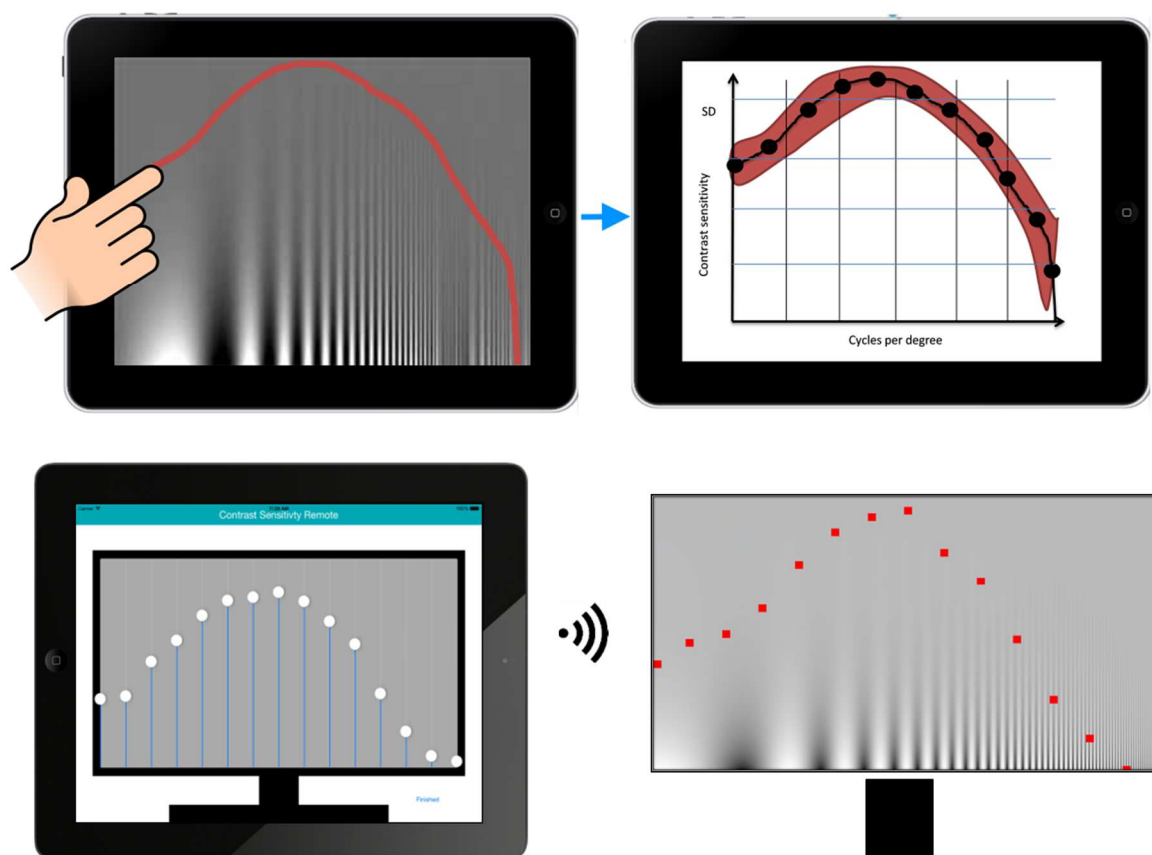 SD
Contrast sensitivity
Cycles per degree
Contrast Sensitivty Remote
Finished